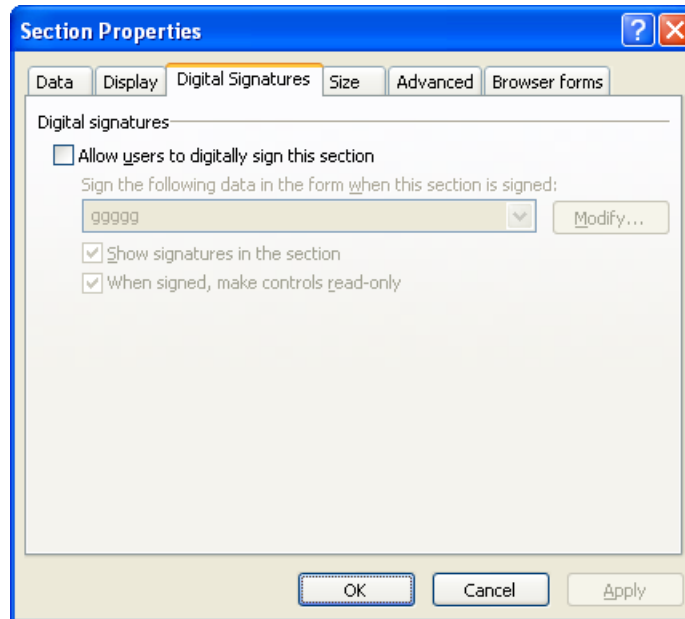 Section Properties
Data Display Digital Signatures Size Advanced Browser forms
Digital signatures
Allow users to digitally sign this section
Sign the following data in the form when this section is signed:
ggggg Modify...
Show signatures in the section
When signed, make controls read-only
OK Cancel Apply